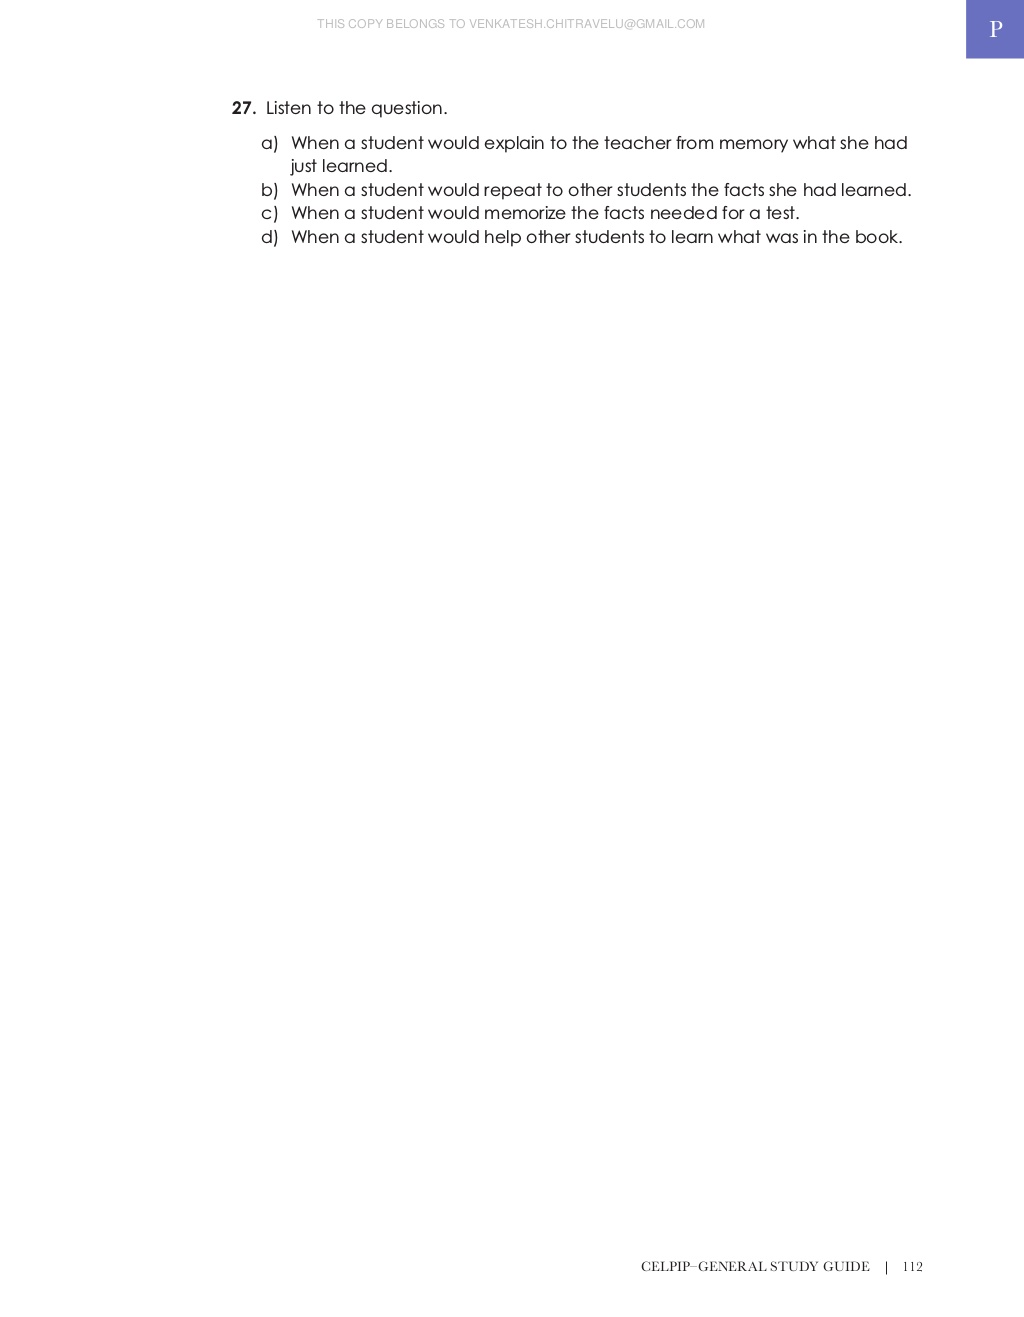 THIS COPY BELONGS TO VENKATESH.CHITRAVELU@GMAIL.COM
P
27. Listen to the question.
a) When a student would explain to the teacher from memory what she had
just learned.
b) When a student would repeat to other students the facts she had learned.
c) When a student would memorize the facts needed for a test.
d) When a student would help other students to learn what was in the book.
CELPIP–GENERAL STUDY GUIDE | 112